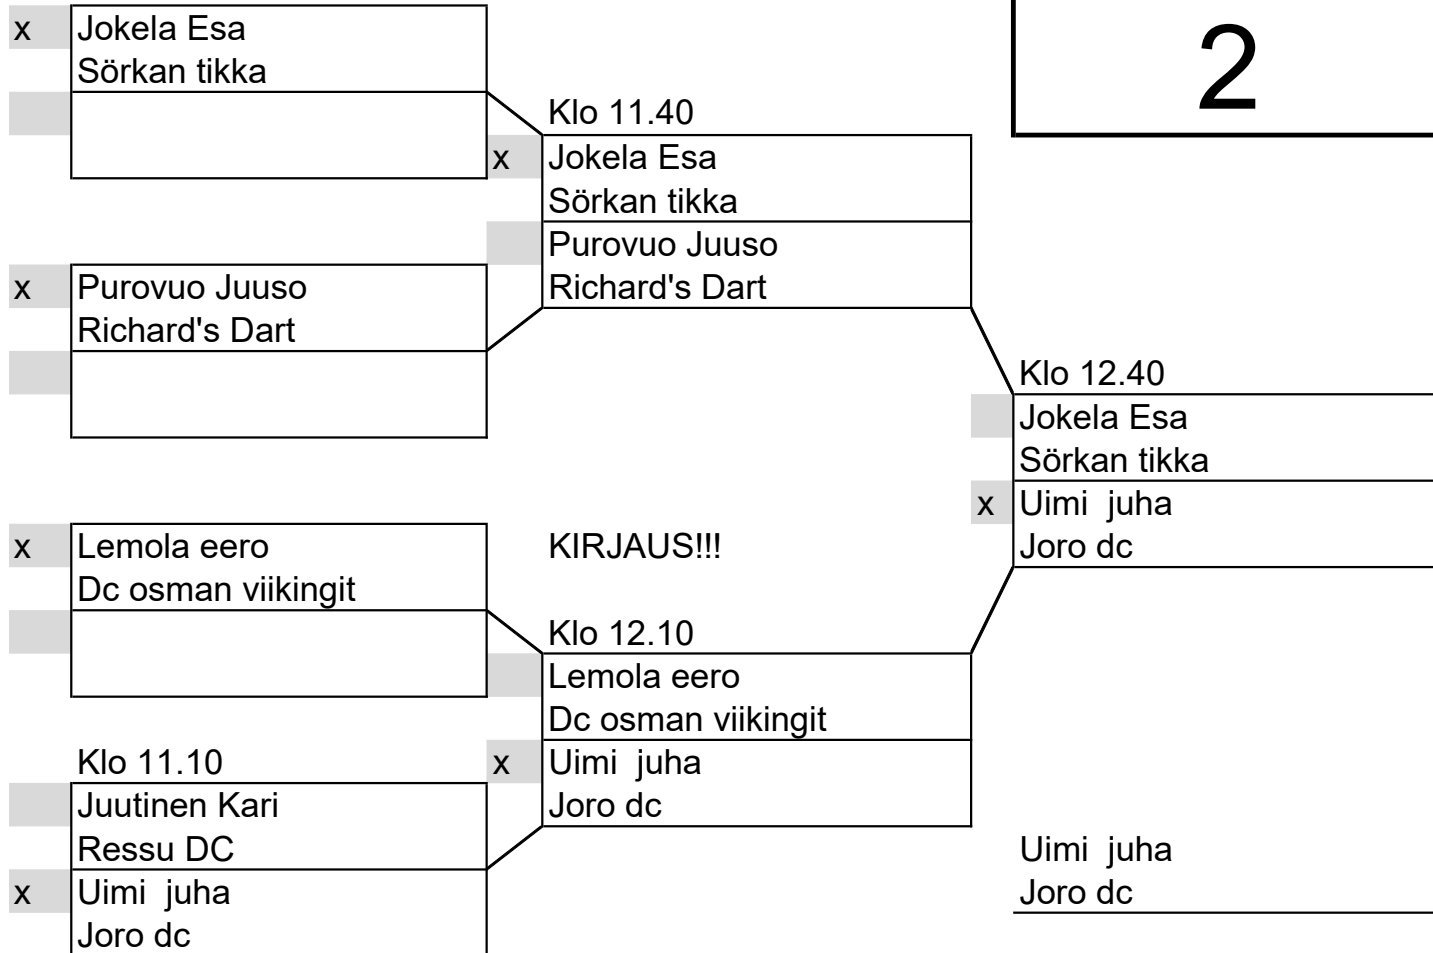 x Jokela Esa
Sörkan tikka
2
Klo 11.40
x Jokela Esa
Sörkan tikka
Purovuo Juuso
Richard's Dart
x Purovuo Juuso
Richard's Dart
Klo 12.40
Jokela Esa
Sörkan tikka
x Uimi juha
Joro dc
x Lemola eero
Dc osman viikingit
KIRJAUS!!!
Klo 12.10
Lemola eero
Dc osman viikingit
x Uimi juha
Joro dc
Klo 11.10
Juutinen Kari
Ressu DC
x Uimi juha
Joro dc
Uimi juha
Joro dc